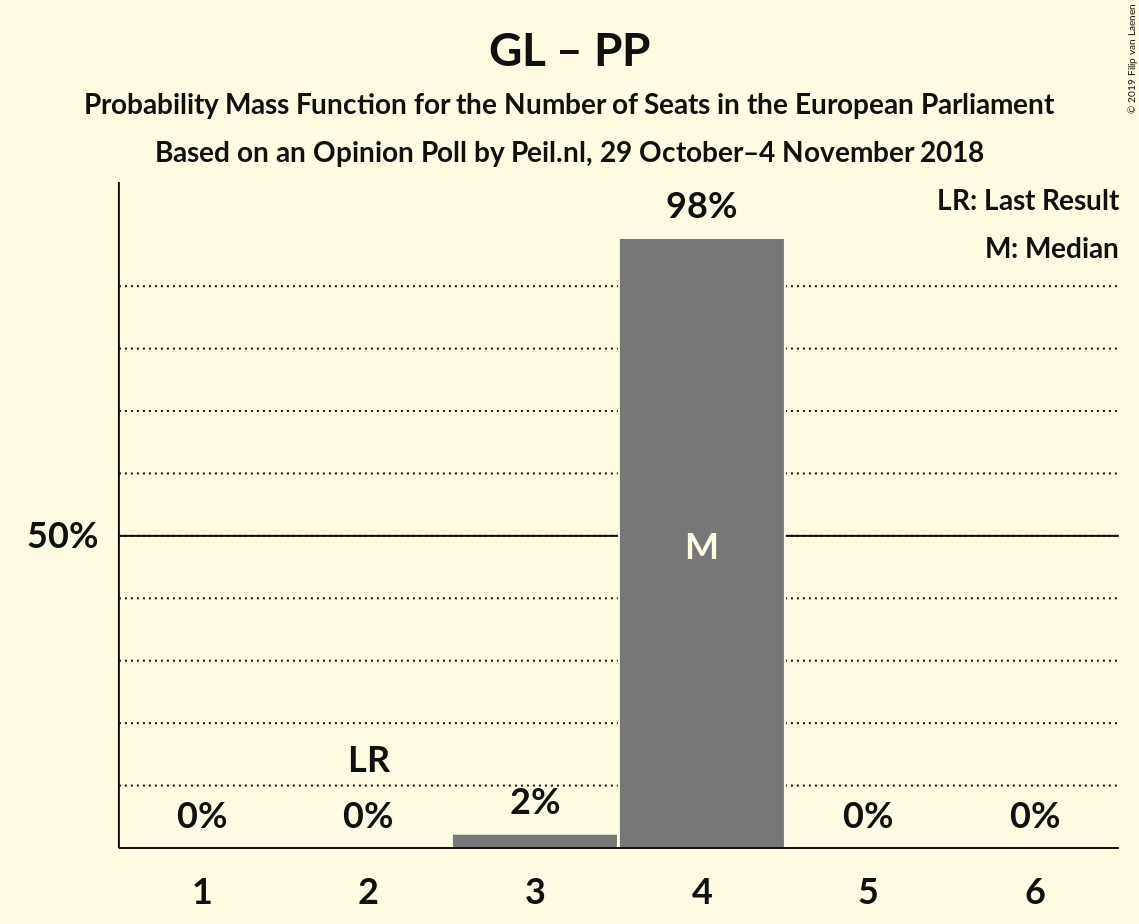 GL – PP
Probability Mass Function for the Number of Seats in the European Parliament
Based on an Opinion Poll by Peil.nl, 29 October–4 November 2018
© 2019 Filip van Laenen
LR: Last Result
M: Median
98%
50%
M
LR
0%
0%
2%
0%
0%
1
2
3
4
5
6